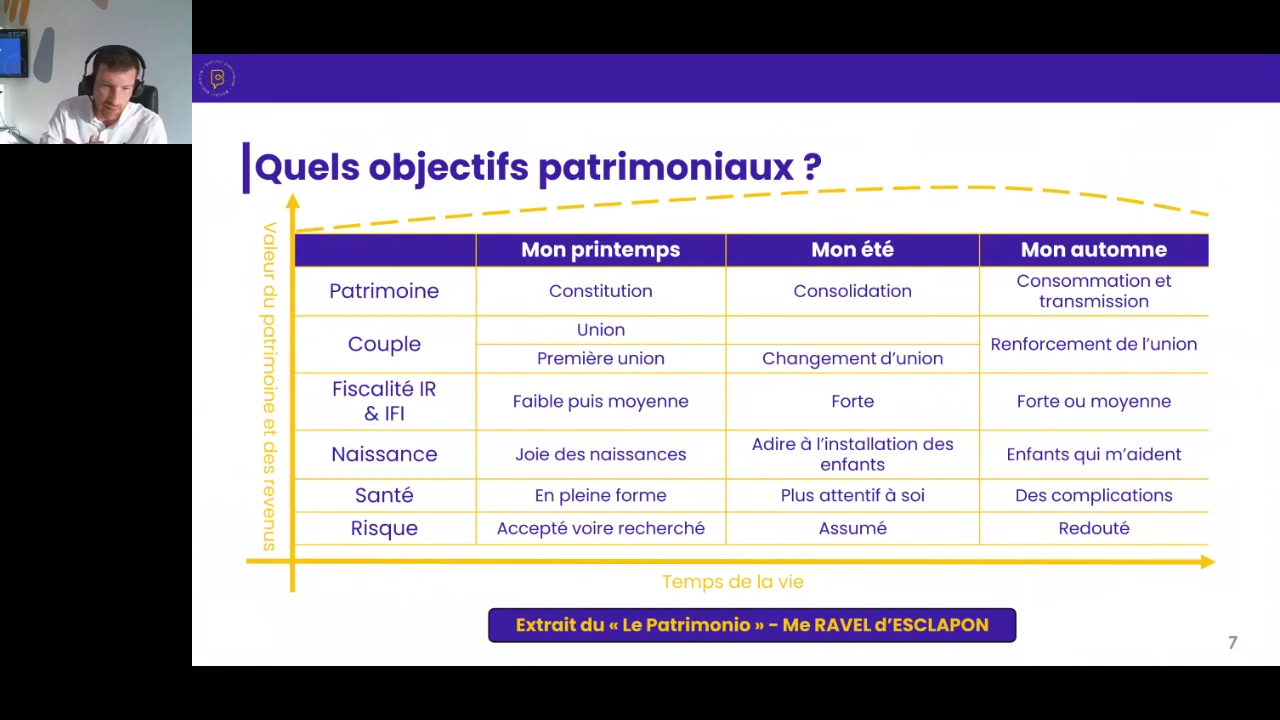 Quels objectifs patrimoniaux ?
Valeur du patrimoine et des revenus
Mon printemps Mon été Mon automne
Patrimoine Constitution Consolidation Consommation et
transmission
Couple Union
Première union Changement d’union Renforcement de l’union
Fiscalité IR
& IFI Faible puis moyenne Forte Forte ou moyenne
Naissance Joie des naissances Adire à l’installation des
enfants Enfants qui m’aident
Santé En pleine forme Plus attentif à soi Des complications
Risque Accepté voire recherché Assumé Redouté
Temps de la vie
Extrait du « Le Patrimonio » – Me RAVEL d’ESCLAPON
7